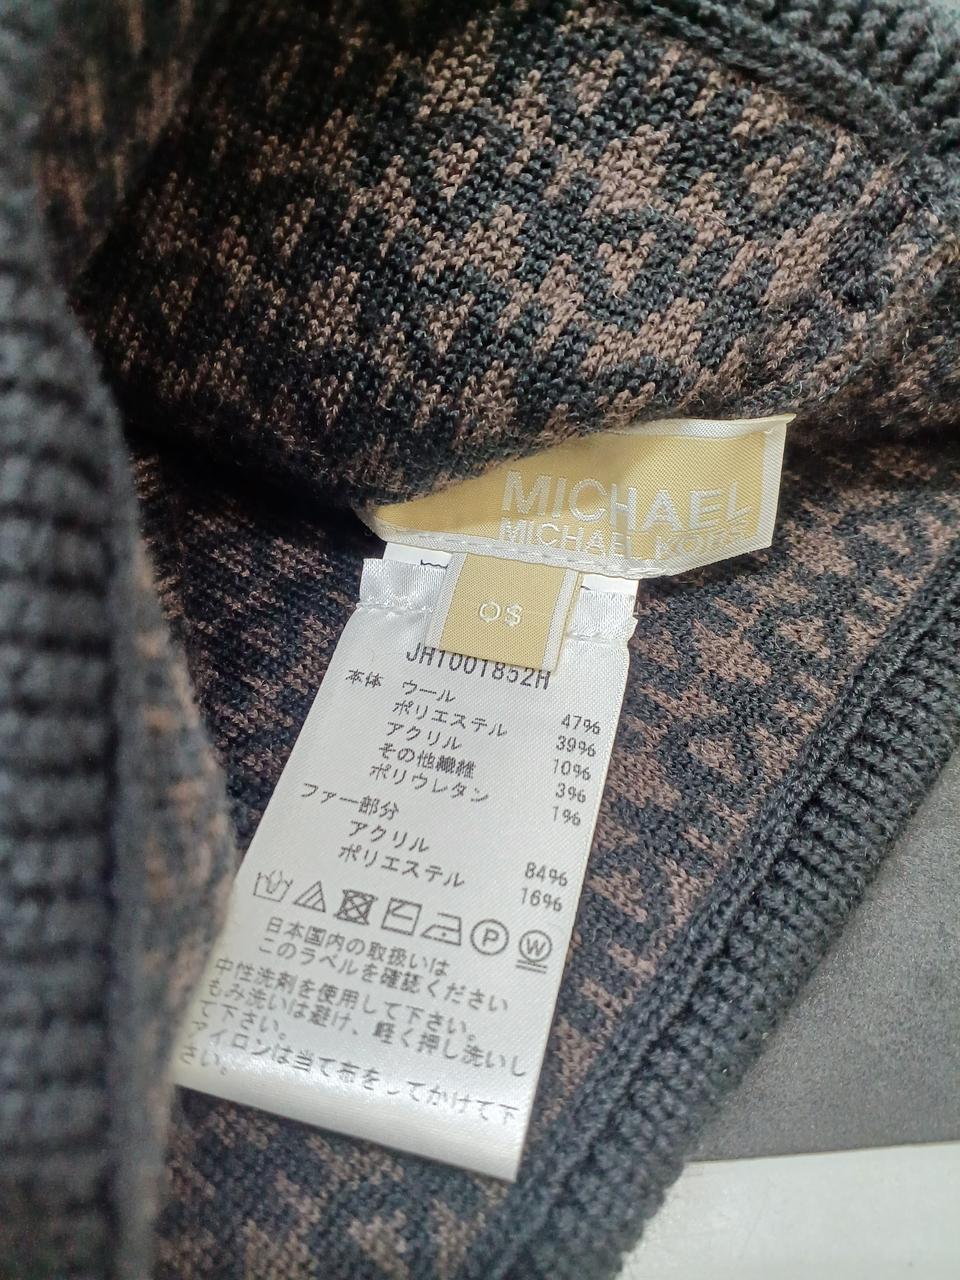 MICHAEL
MICHAEL KORS
OS
JH1001852H
本体 ウール 47%
ポリエステル 39%
アクリル 10%
その他繊維 3%
ポリウレタン 1%
ファー部分
アクリル 84%
ポリエステル 16%
P W
日本国内の取扱いは
このラベルを確認ください
中性洗剤を使用して下さい。
もみ洗いは避け、軽く押し洗いし
て下さい。
アイロンは当て布をしてかけて下
さい。